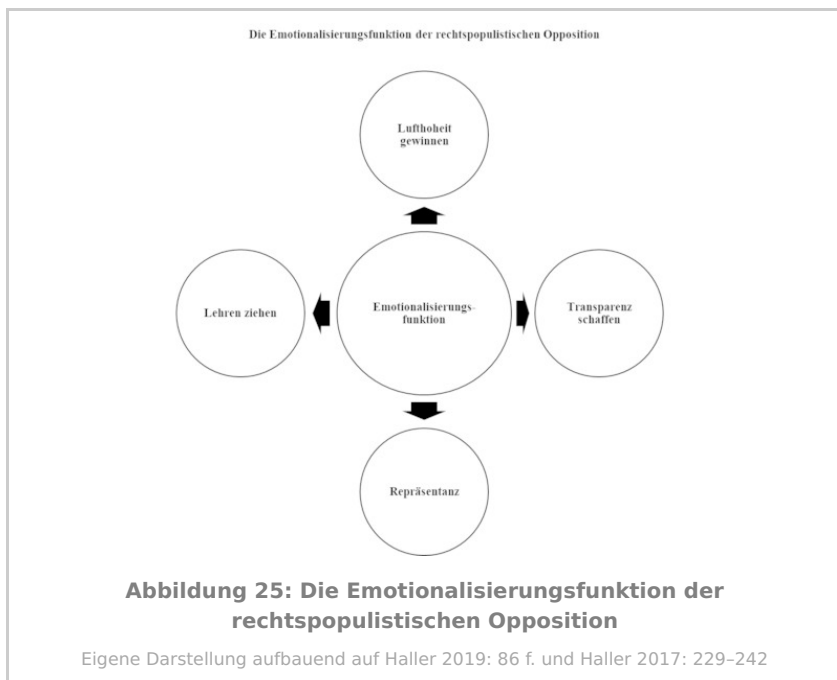 Die Emotionalisierungsfunktion der rechtspopulistischen Opposition
Lufthoheit
gewinnen
Lehren ziehen
Emotionalisierungs-
funktion
Transparenz
schaffen
Repräsentanz
Abbildung 25: Die Emotionalisierungsfunktion der
rechtspopulistischen Opposition
Eigene Darstellung aufbauend auf Haller 2019: 86 f. und Haller 2017: 229–242